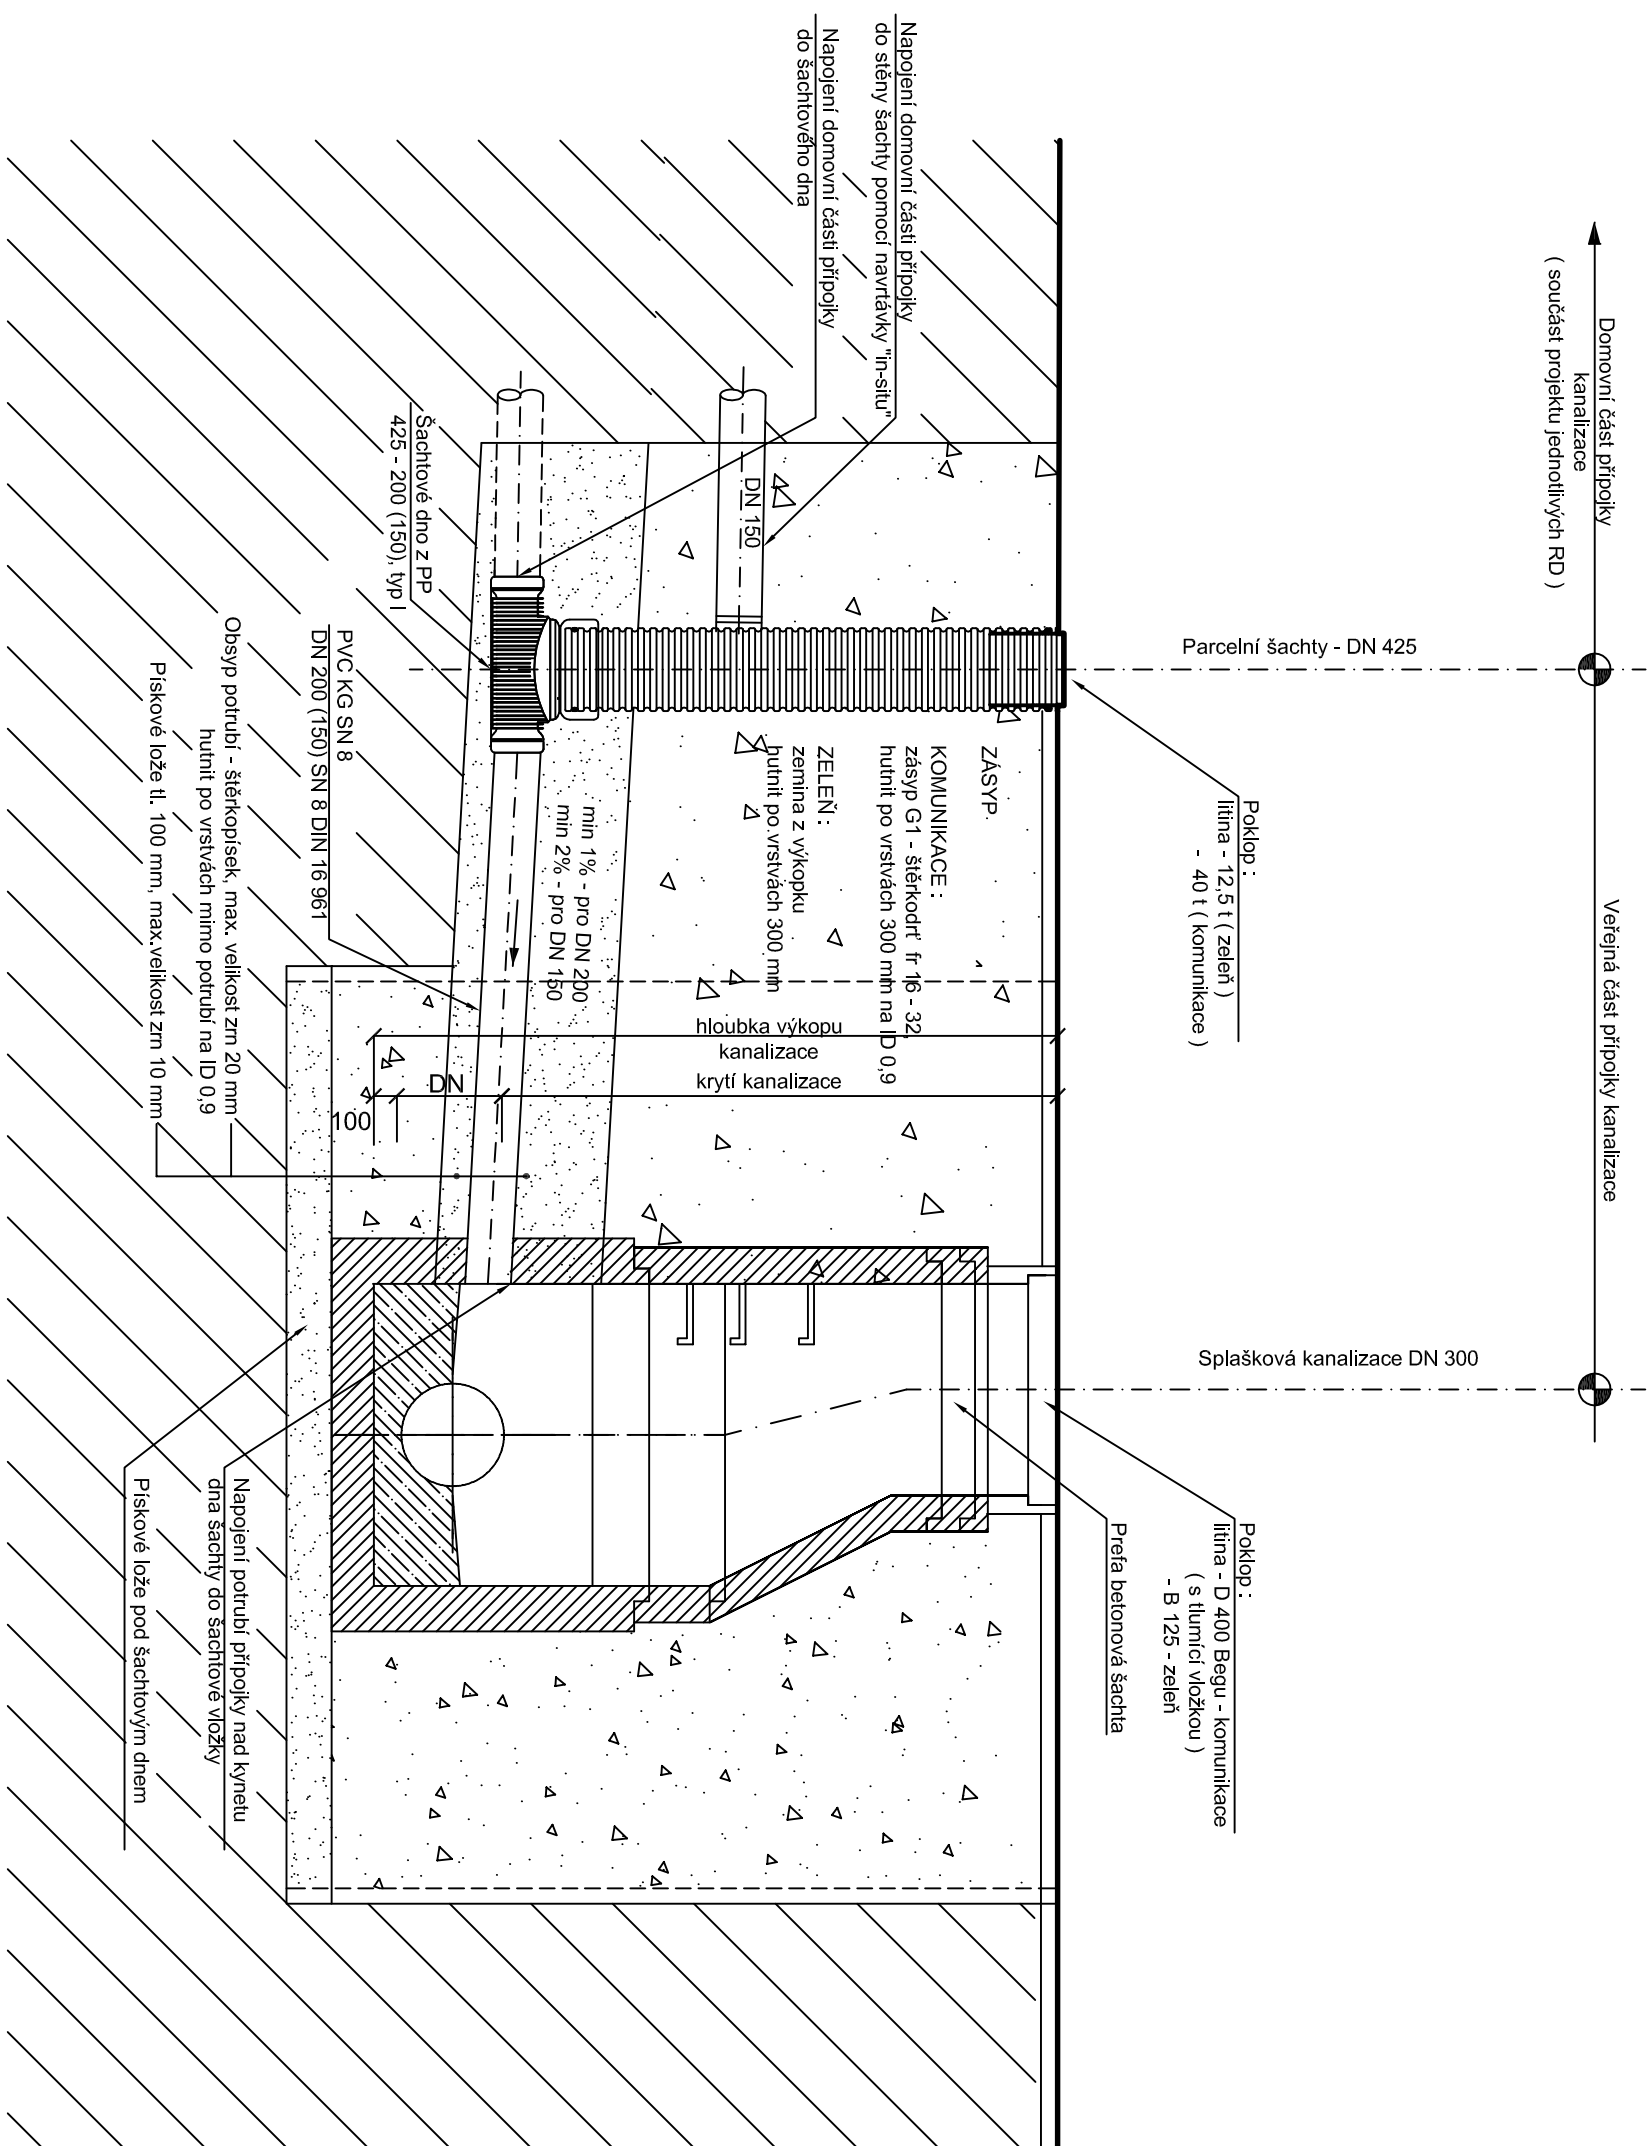 Domovní část přípojky
kanalizace
( součást projektu jednotlivých RD )
Veřejná část přípojky kanalizace
Parcelní šachty - DN 425
Splašková kanalizace DN 300
Poklop :
litina - 12,5 t ( zeleň )
- 40 t ( komunikace )
Poklop :
litina - D 400 Begu - komunikace
( s tlumící vložkou )
- B 125 - zeleň
Prefa betonová šachta
Napojení domovní části přípojky
do stěny šachty pomocí navrtávky "in-situ"
Napojení domovní části přípojky
do šachtového dna
DN 150
ZÁSYP
KOMUNIKACE :
zásyp G1 - štěrkodrť fr 16 - 32,
hutnit po vrstvách 300 mm na ID 0,9
ZELEŇ :
zemina z výkopku
hutnit po vrstvách 300 mm
min 1% - pro DN 200
min 2% - pro DN 150
hloubka výkopu
kanalizace
krytí kanalizace
DN
100
Šachtové dno z PP
425 - 200 (150), typ I
PVC KG SN 8
DN 200 (150) SN 8 DIN 16 961
Obsyp potrubí - štěrkopísek, max. velikost zrn 20 mm
hutnit po vrstvách mimo potrubí na ID 0,9
Pískové lože tl. 100 mm, max.velikost zrn 10 mm
Napojení potrubí přípojky nad kynetu
dna šachty do šachtové vložky
Pískové lože pod šachtovým dnem